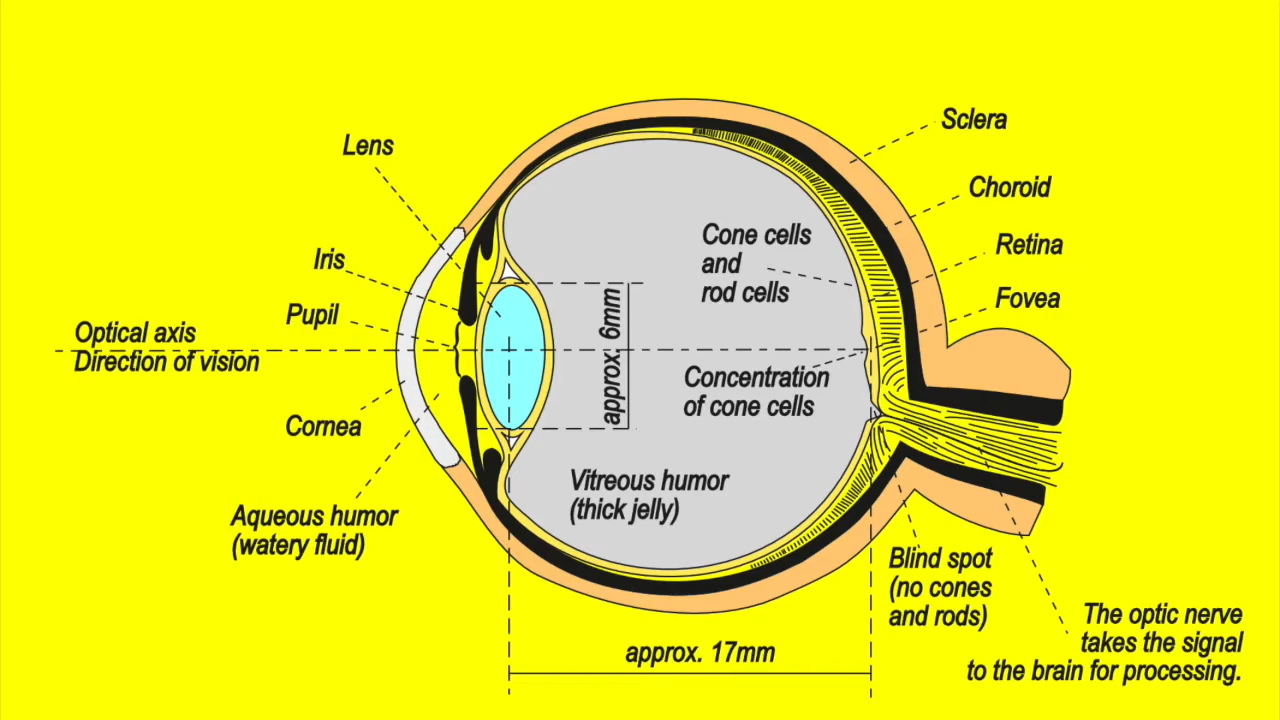 Lens
Iris
Pupil
Optical axis
Direction of vision
Cornea
Aqueous humor
(watery fluid)
Sclera
Choroid
Retina
Fovea
Cone cells
and
rod cells
approx. 6mm
Concentration
of cone cells
Vitreous humor
(thick jelly)
Blind spot
(no cones
and rods)
The optic nerve
takes the signal
to the brain for processing.
approx. 17mm